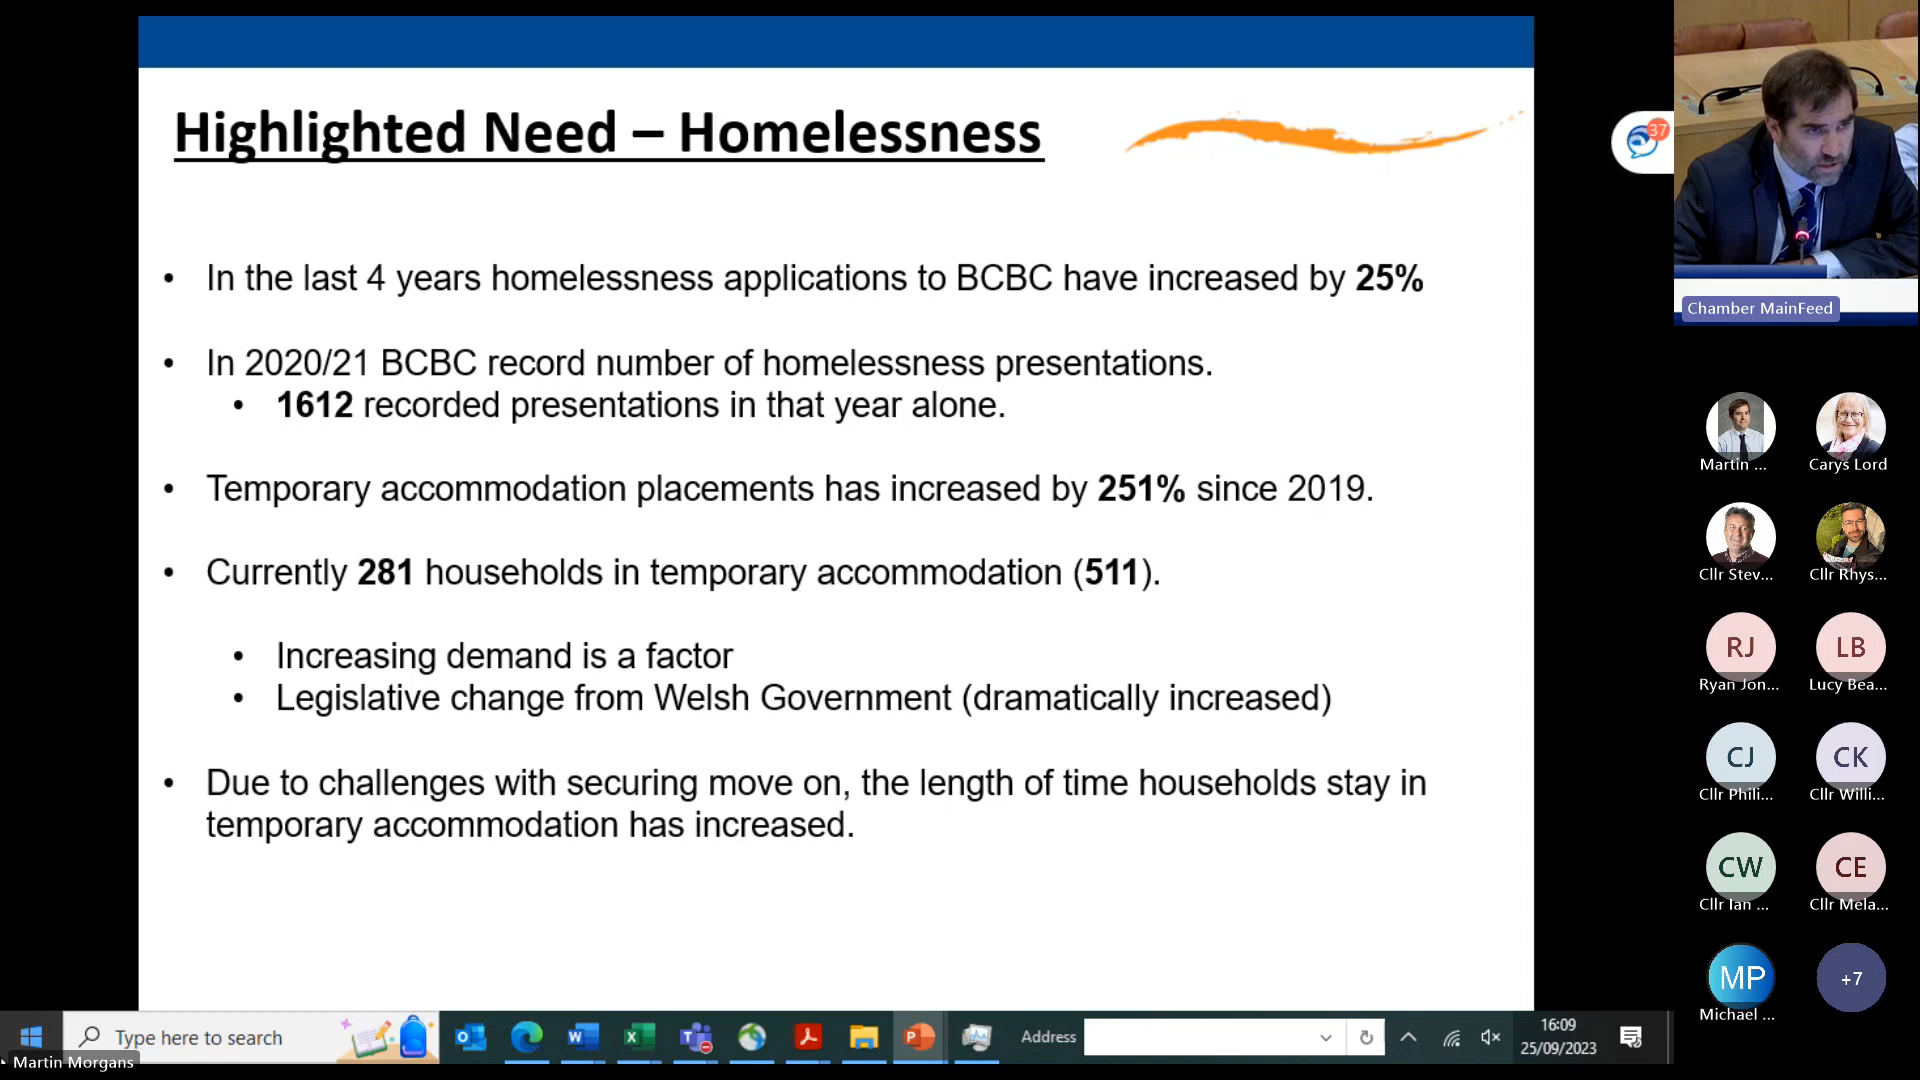 Highlighted Need – Homelessness
• In the last 4 years homelessness applications to BCBC have increased by 25%
• In 2020/21 BCBC record number of homelessness presentations.
• 1612 recorded presentations in that year alone.
• Temporary accommodation placements has increased by 251% since 2019.
• Currently 281 households in temporary accommodation (511).
• Increasing demand is a factor
• Legislative change from Welsh Government (dramatically increased)
• Due to challenges with securing move on, the length of time households stay in
temporary accommodation has increased.
37
Chamber MainFeed
Martin ...
Carys Lord
Cllr Stev...
Cllr Rhys...
RJ
LB
Ryan Jon...
Lucy Bea...
CJ
CK
Cllr Phili...
Cllr Willi...
CW
CE
Cllr Ian ...
Cllr Mela...
MP
+7
Michael ...
Type here to search
Address
16:09
25/09/2023
Martin Morgans